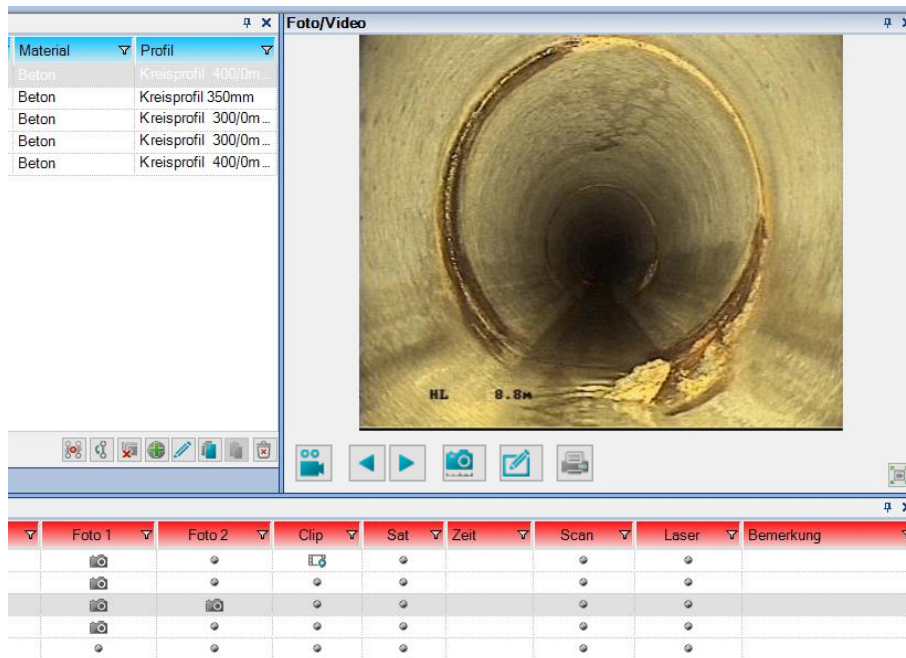 Foto/Video
Material Profil
Beton Kreisprofil 400/0m...
Beton Kreisprofil 350mm
Beton Kreisprofil 300/0m...
Beton Kreisprofil 300/0m...
Beton Kreisprofil 400/0m...
HL 0.8m
Foto 1 Foto 2 Clip Sat Zeit Scan Laser Bemerkung